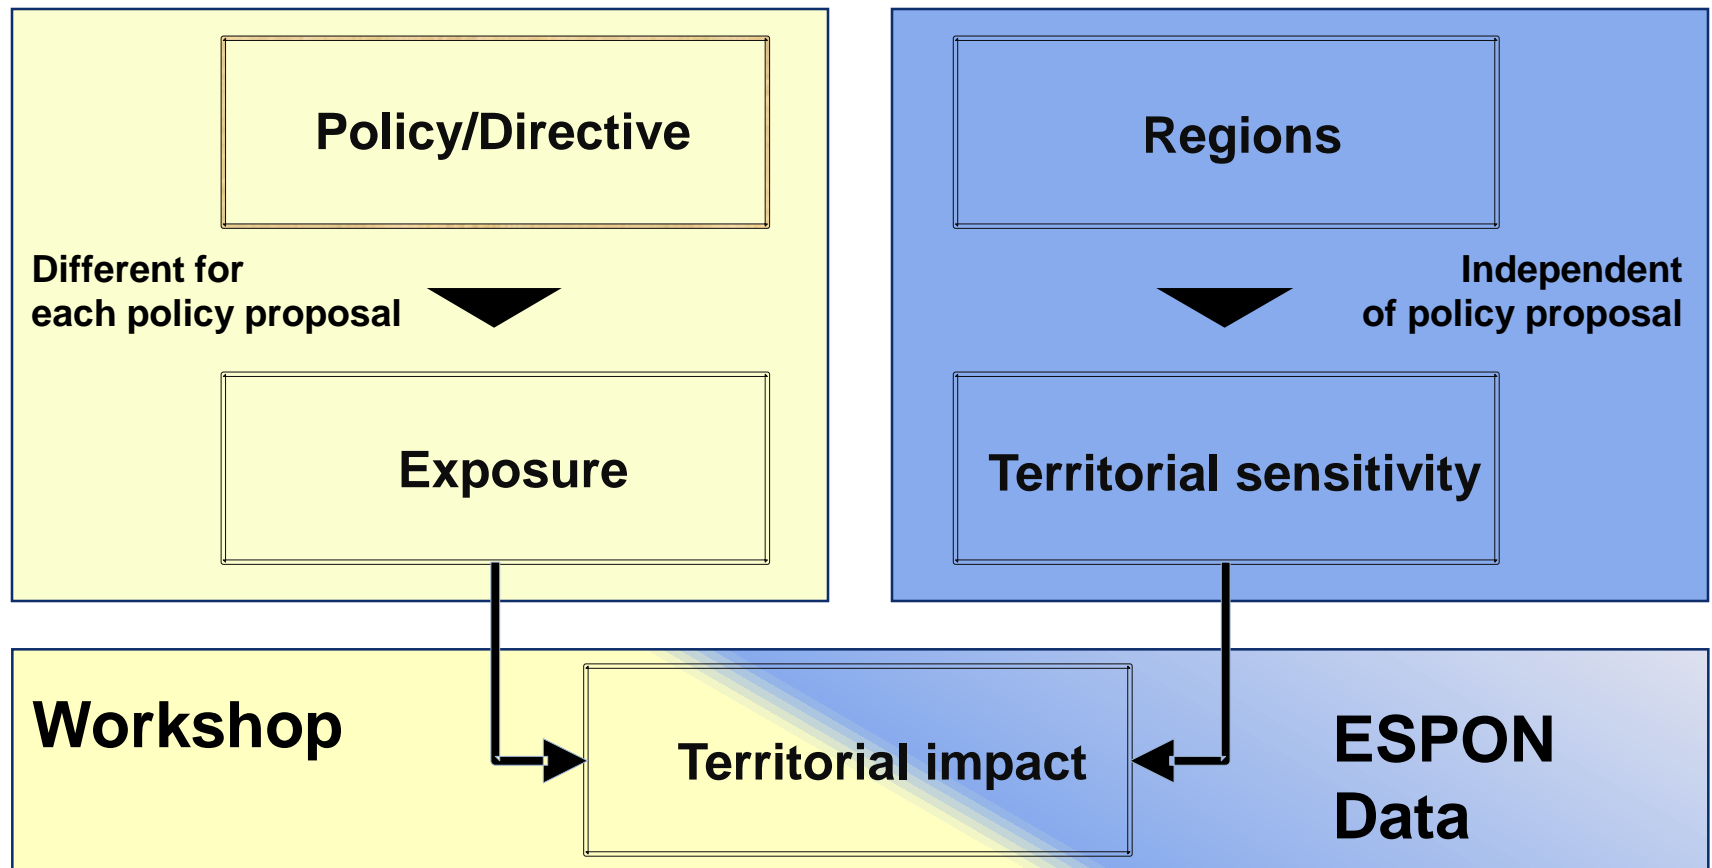 Policy/Directive
Regions
Different for
each policy proposal
Independent
of policy proposal
Exposure
Territorial sensitivity
Workshop
Territorial impact
ESPON
Data